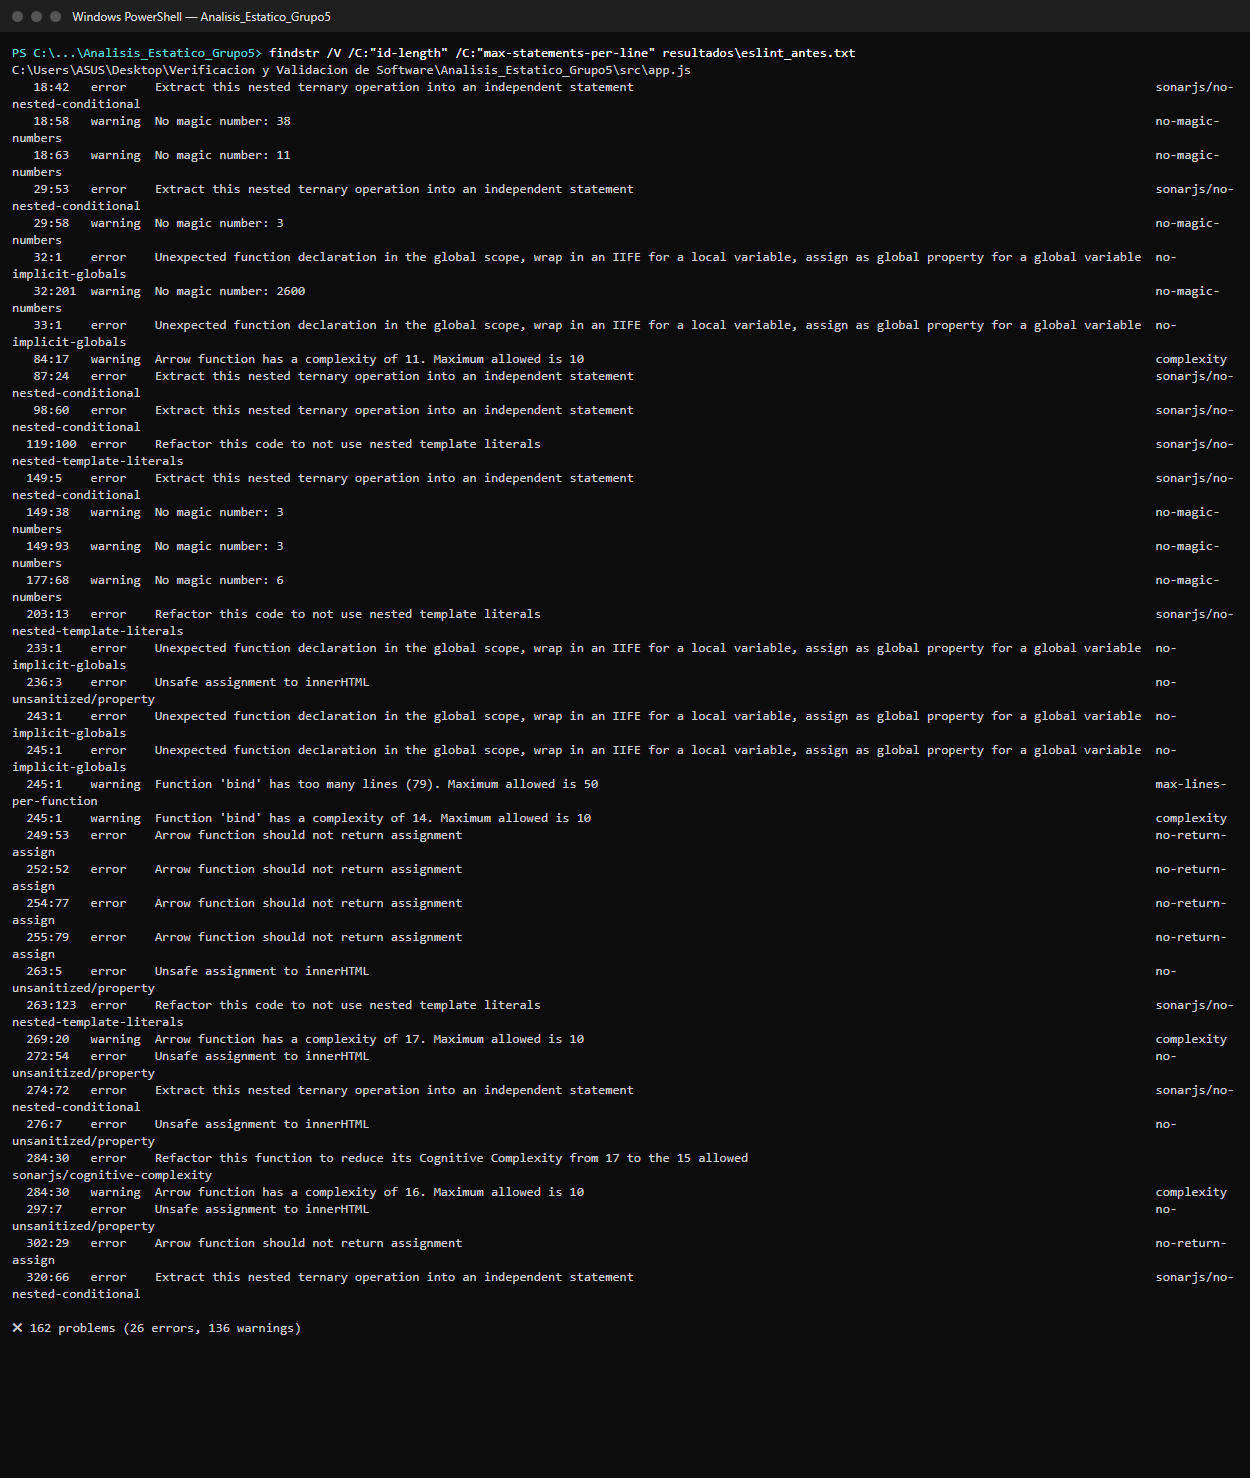 Windows PowerShell — Analisis_Estatico_Grupo5
PS C:\...\Analisis_Estatico_Grupo5> findstr /V /C:"id-length" /C:"max-statements-per-line" resultados\eslint_antes.txt
C:\Users\ASUS\Desktop\Verificacion y Validacion de Software\Analisis_Estatico_Grupo5\src\app.js
18:42 error Extract this nested ternary operation into an independent statement sonarjs/no-
nested-conditional
18:58 warning No magic number: 38 no-magic-
numbers
18:63 warning No magic number: 11 no-magic-
numbers
29:53 error Extract this nested ternary operation into an independent statement sonarjs/no-
nested-conditional
29:58 warning No magic number: 3 no-magic-
numbers
32:1 error Unexpected function declaration in the global scope, wrap in an IIFE for a local variable, assign as global property for a global variable no-
implicit-globals
32:201 warning No magic number: 2600 no-magic-
numbers
33:1 error Unexpected function declaration in the global scope, wrap in an IIFE for a local variable, assign as global property for a global variable no-
implicit-globals
84:17 warning Arrow function has a complexity of 11. Maximum allowed is 10 complexity
87:24 error Extract this nested ternary operation into an independent statement sonarjs/no-
nested-conditional
98:60 error Extract this nested ternary operation into an independent statement sonarjs/no-
nested-conditional
119:100 error Refactor this code to not use nested template literals sonarjs/no-
nested-template-literals
149:5 error Extract this nested ternary operation into an independent statement sonarjs/no-
nested-conditional
149:38 warning No magic number: 3 no-magic-
numbers
149:93 warning No magic number: 3 no-magic-
numbers
177:68 warning No magic number: 6 no-magic-
numbers
203:13 error Refactor this code to not use nested template literals sonarjs/no-
nested-template-literals
233:1 error Unexpected function declaration in the global scope, wrap in an IIFE for a local variable, assign as global property for a global variable no-
implicit-globals
236:3 error Unsafe assignment to innerHTML no-
unsanitized/property
243:1 error Unexpected function declaration in the global scope, wrap in an IIFE for a local variable, assign as global property for a global variable no-
implicit-globals
245:1 error Unexpected function declaration in the global scope, wrap in an IIFE for a local variable, assign as global property for a global variable no-
implicit-globals
245:1 warning Function 'bind' has too many lines (79). Maximum allowed is 50 max-lines-
per-function
245:1 warning Function 'bind' has a complexity of 14. Maximum allowed is 10 complexity
249:53 error Arrow function should not return assignment no-return-
assign
252:52 error Arrow function should not return assignment no-return-
assign
254:77 error Arrow function should not return assignment no-return-
assign
255:79 error Arrow function should not return assignment no-return-
assign
263:5 error Unsafe assignment to innerHTML no-
unsanitized/property
263:123 error Refactor this code to not use nested template literals sonarjs/no-
nested-template-literals
269:20 warning Arrow function has a complexity of 17. Maximum allowed is 10 complexity
272:54 error Unsafe assignment to innerHTML no-
unsanitized/property
274:72 error Extract this nested ternary operation into an independent statement sonarjs/no-
nested-conditional
276:7 error Unsafe assignment to innerHTML no-
unsanitized/property
284:30 error Refactor this function to reduce its Cognitive Complexity from 17 to the 15 allowed
sonarjs/cognitive-complexity
284:30 warning Arrow function has a complexity of 16. Maximum allowed is 10 complexity
297:7 error Unsafe assignment to innerHTML no-
unsanitized/property
302:29 error Arrow function should not return assignment no-return-
assign
320:66 error Extract this nested ternary operation into an independent statement sonarjs/no-
nested-conditional
✕ 162 problems (26 errors, 136 warnings)